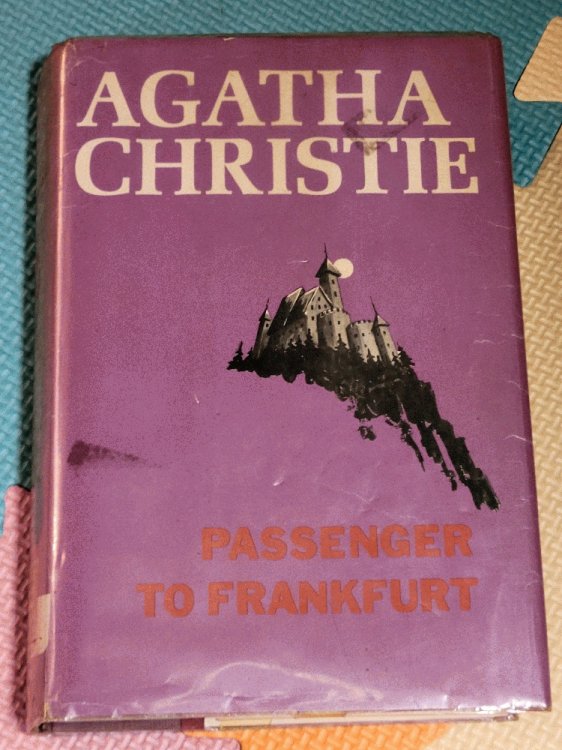 AGATHA
CHRISTIE
PASSENGER
TO FRANKFURT